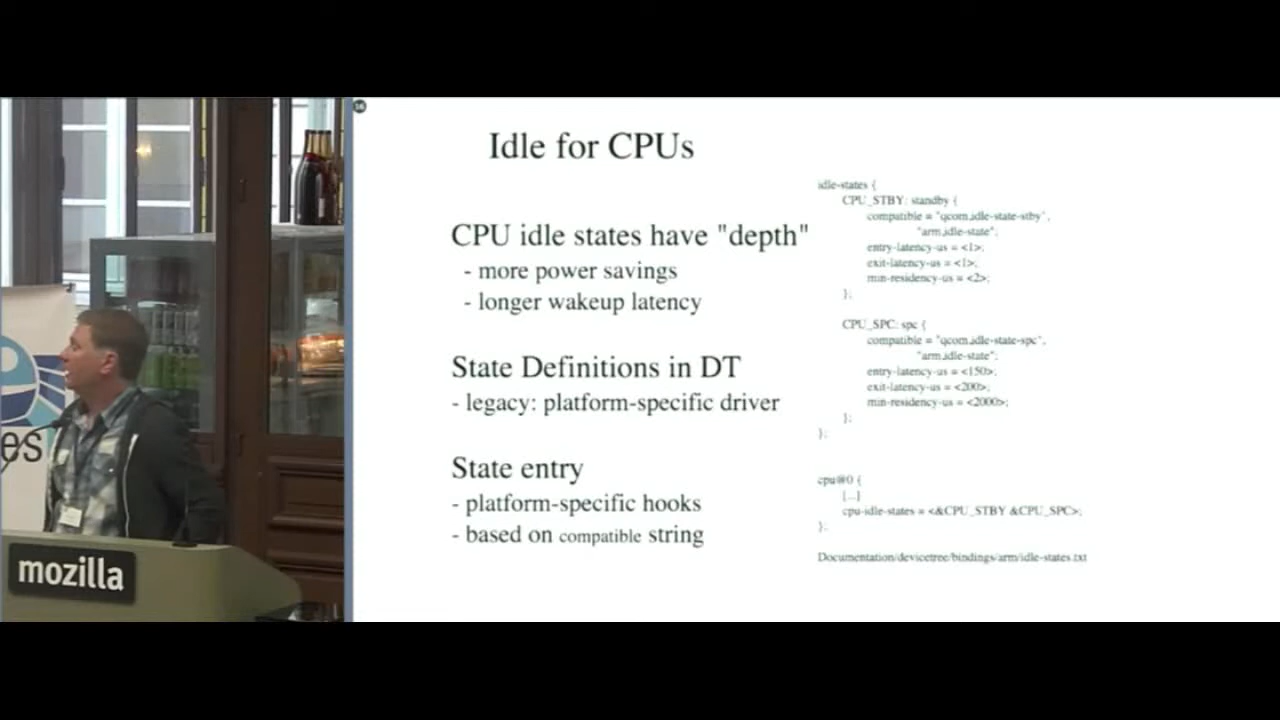 16
Idle for CPUs
CPU idle states have "depth"
- more power savings
- longer wakeup latency
State Definitions in DT
- legacy: platform-specific driver
State entry
- platform-specific hooks
- based on compatible string
idle-states {
CPU_STBY: standby {
compatible = "qcom,idle-state-stby",
"arm,idle-state";
entry-latency-us = <1>;
exit-latency-us = <1>;
min-residency-us = <2>;
};
CPU_SPC: spc {
compatible = "qcom,idle-state-spc",
"arm,idle-state";
entry-latency-us = <150>;
exit-latency-us = <200>;
min-residency-us = <2000>;
};
};
cpu@0 {
[...]
cpu-idle-states = <&CPU_STBY &CPU_SPC>;
};
Documentation/devicetree/bindings/arm/idle-states.txt
es
mozilla